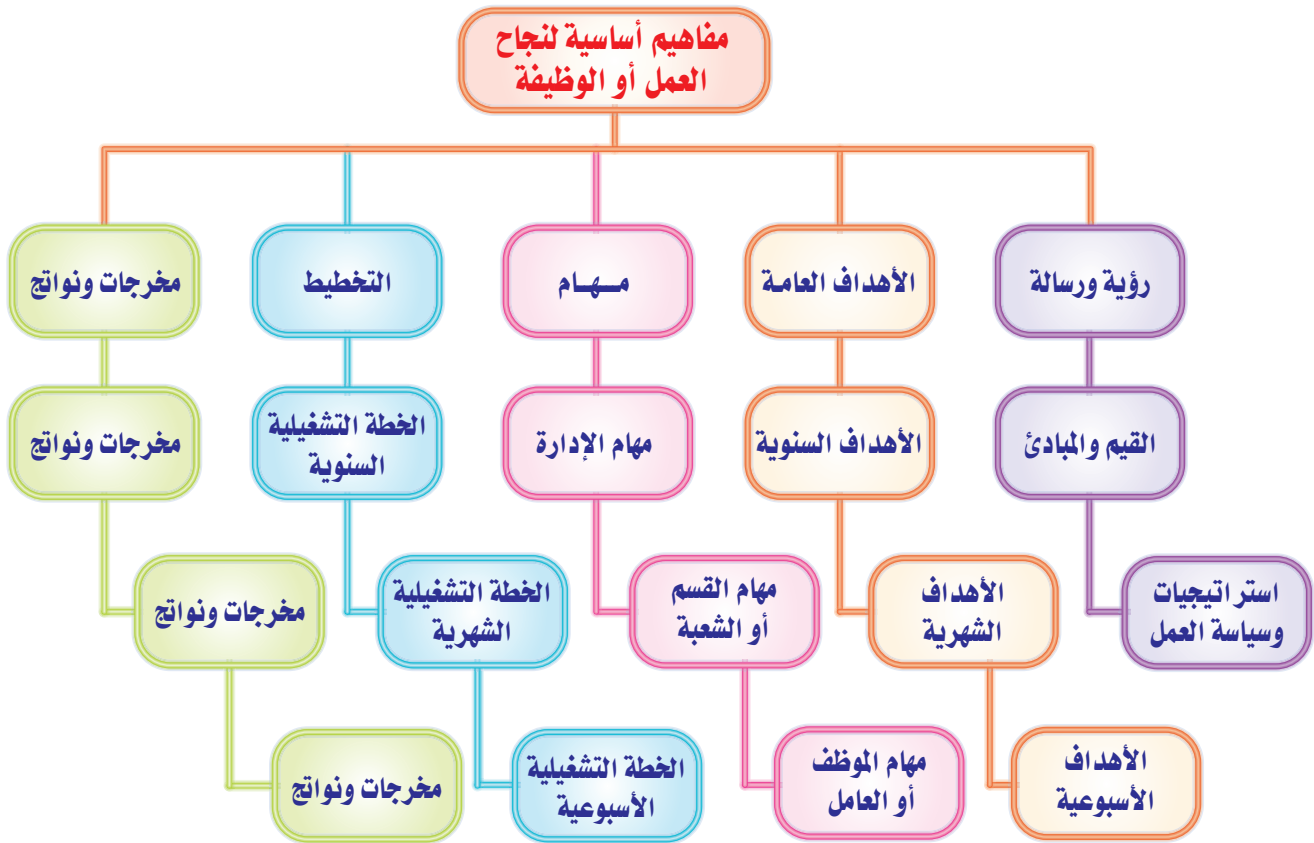 مفاهيم أساسية لنجاح
العمل أو الوظيفة
رؤية ورسالة
الأهداف العامة
مـــهـــام
التخطيط
مخرجات ونواتج
القيم والمبادئ
الأهداف السنوية
مهام الإدارة
الخطة التشغيلية
السنوية
مخرجات ونواتج
استراتيجيات
وسياسة العمل
الأهداف
الشهرية
مهام القسم
أو الشعبة
الخطة التشغيلية
الشهرية
مخرجات ونواتج
الأهداف
الأسبوعية
مهام الموظف
أو العامل
الخطة التشغيلية
الأسبوعية
مخرجات ونواتج